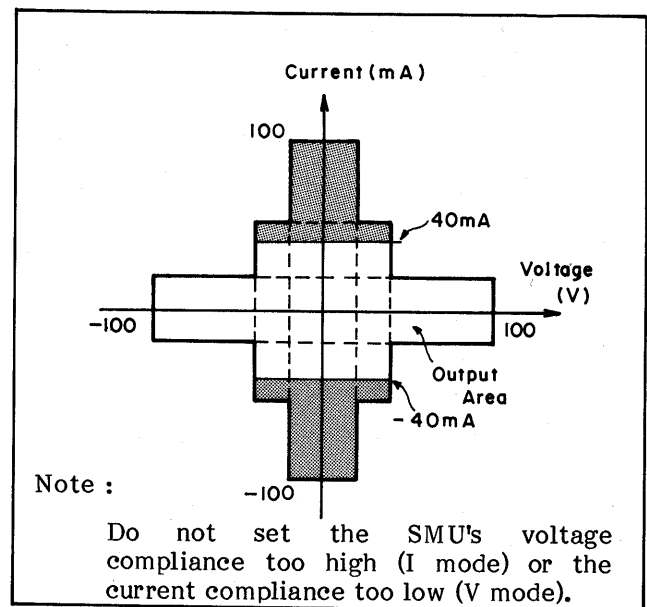 Current (mA)
100
40mA
Voltage
(V)
-100
100
Output
Area
-40mA
-100
Note :
Do not set the SMU's voltage
compliance too high (I mode) or the
current compliance too low (V mode).